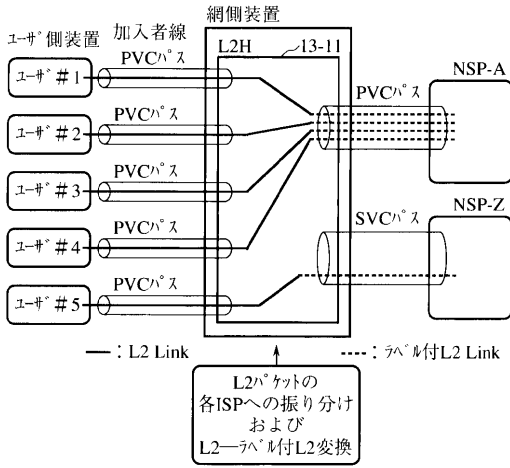 網側装置
ﾕｰｻﾞ側装置
加入者線
L2H
13-11
NSP-A
PVCﾊﾟｽ
PVCﾊﾟｽ
ﾕｰｻﾞ#1
PVCﾊﾟｽ
ﾕｰｻﾞ#2
PVCﾊﾟｽ
ﾕｰｻﾞ#3
NSP-Z
PVCﾊﾟｽ
SVCﾊﾟｽ
ﾕｰｻﾞ#4
PVCﾊﾟｽ
ﾕｰｻﾞ#5
：L2 Link
：ﾗﾍﾞﾙ付L2 Link
L2ﾊﾟｹｯﾄの
各ISPへの振り分け
および
L2―ﾗﾍﾞﾙ付L2変換